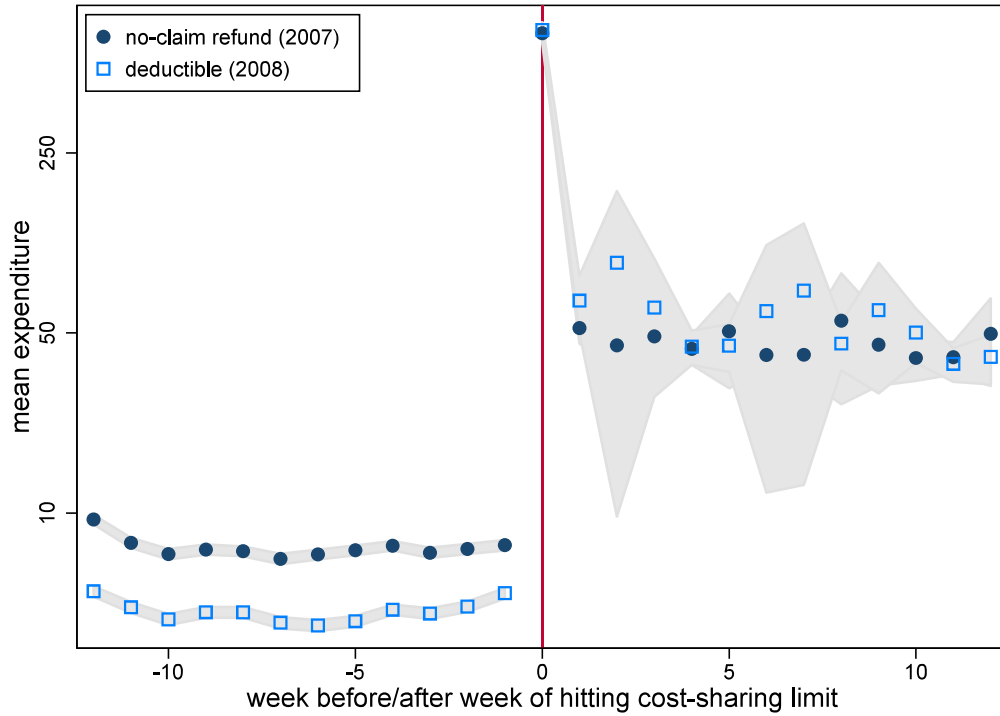 no-claim refund (2007)
deductible (2008)
mean expenditure
250
50
10
-10
-5
0
5
10
week before/after week of hitting cost-sharing limit